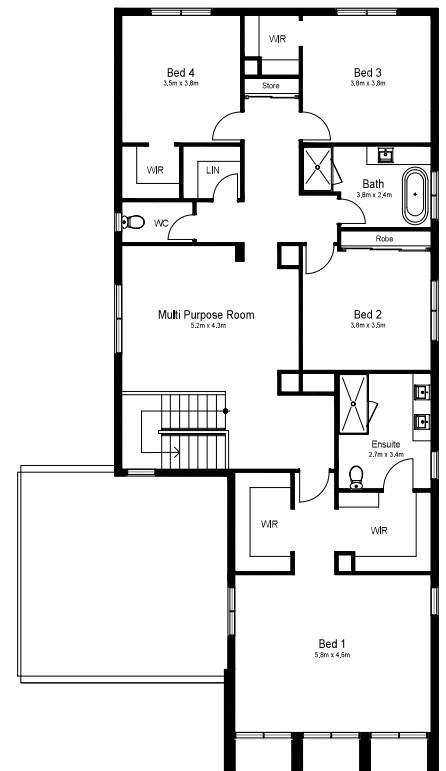 Bed 4
3,5m x 3,8m
WIR
Bed 3
3,8m x 3,8m
Store
WIR
LIN
Bath
3,8m x 2,4m
WC
Robe
Multi Purpose Room
5.2m x 4.3m
Bed 2
3,8m x 3,5m
Ensuite
2.7m x 3.4m
WIR
WIR
Bed 1
5,8m x 4,6m